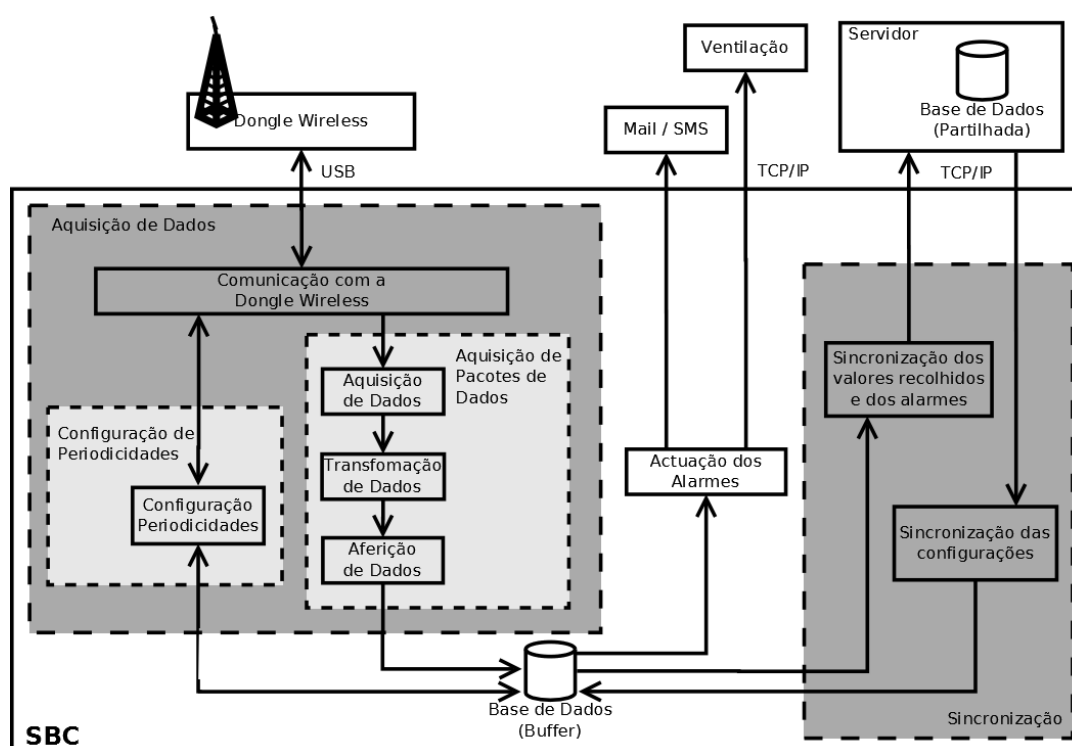 Ventilação
Servidor
Base de Dados
(Partilhada)
Dongle Wireless
Mail / SMS
USB
TCP/IP
TCP/IP
Aquisição de Dados
Comunicação com a
Dongle Wireless
Aquisição de
Pacotes de
Dados
Aquisição
de Dados
Sincronização dos
valores recolhidos
e dos alarmes
Configuração de
Periodicidades
Transfomação
de Dados
Actuação dos
Alarmes
Configuração
Periodicidades
Sincronização das
configurações
Aferição
de Dados
Base de Dados
(Buffer)
Sincronização
SBC